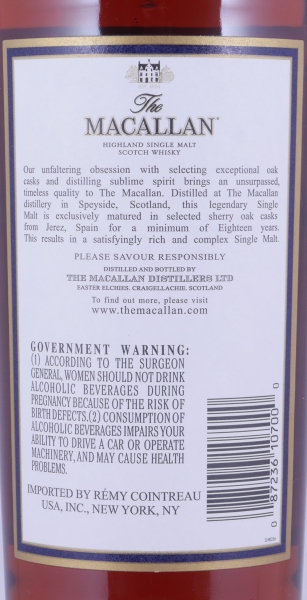 The
MACALLAN
HIGHLAND SINGLE MALT
SCOTCH WHISKY
Our unfaltering obsession with selecting exceptional oak
casks and distilling sublime spirit brings an unsurpassed,
timeless quality to The Macallan. Distilled at The Macallan
distillery in Speyside, Scotland, this legendary Single
Malt is exclusively matured in selected sherry oak casks
from Jerez, Spain for a minimum of Eighteen years.
This results in a satisfyingly rich and complex Single Malt.
PLEASE SAVOUR RESPONSIBLY
DISTILLED AND BOTTLED BY
THE MACALLAN DISTILLERS LTD
EASTER ELCHIES, CRAIGELLACHIE, SCOTLAND
To find out more, please visit
www.themacallan.com
GOVERNMENT WARNING:
(1) ACCORDING TO THE SURGEON
GENERAL, WOMEN SHOULD NOT DRINK
ALCOHOLIC BEVERAGES DURING
PREGNANCY BECAUSE OF THE RISK OF
BIRTH DEFECTS.(2) CONSUMPTION OF
ALCOHOLIC BEVERAGES IMPAIRS YOUR
ABILITY TO DRIVE A CAR OR OPERATE
MACHINERY, AND MAY CAUSE HEALTH
PROBLEMS.
IMPORTED BY RÉMY COINTREAU
USA, INC., NEW YORK, NY
0 87236 10700 0